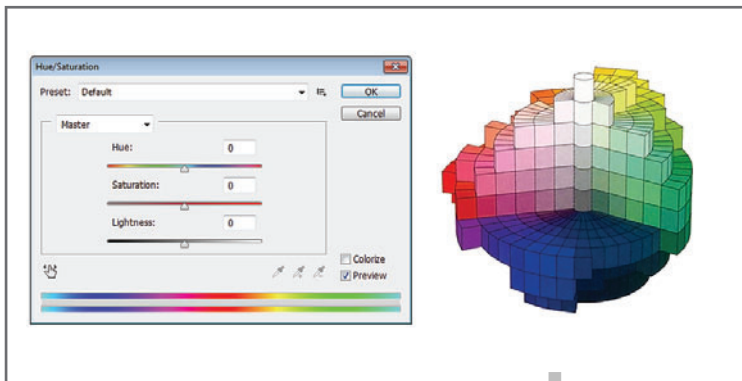 Hue/Saturation
Preset: Default
OK
Cancel
Master
Hue: 0
Saturation: 0
Lightness: 0
Colorize
Preview